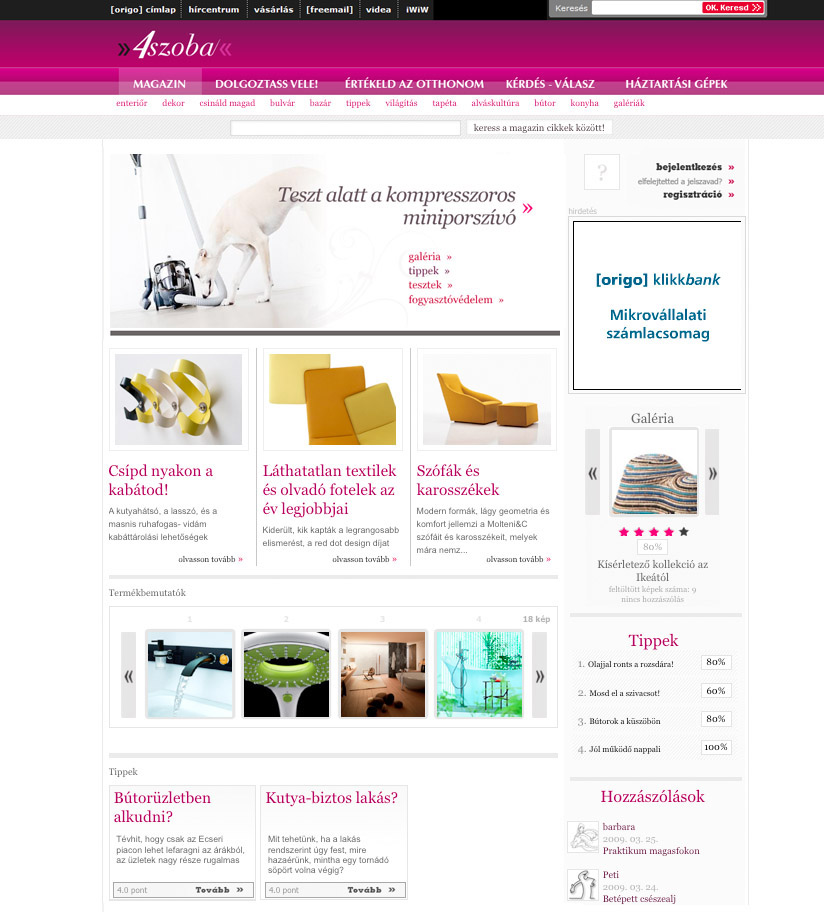 [origo] címlap
hírcentrum
vásárlás
[freemail]
videa
iWiW
Keresés
OK. Keresd
»4szoba/«
MAGAZIN
DOLGOZTASS VELE!
ÉRTÉKELD AZ OTTHONOM
KÉRDÉS - VÁLASZ
HÁZTARTÁSI GÉPEK
enteriőr
dekor
csináld magad
bulvár
bazár
tippek
világítás
tapéta
alváskultúra
bútor
konyha
galériák
keress a magazin cikkek között!
Teszt alatt a kompresszoros
miniporszívó »
galéria »
tippek »
tesztek »
fogyasztóvédelem »
?
bejelentkezés »
elfelejtetted a jelszavad? »
regisztráció »
hirdetés
[origo] klikkbank
Mikrovállalati
számlacsomag
Csípd nyakon a
kabátod!
A kutyahátsó, a lasszó, és a
masnis ruhafogas- vidám
kabáttárolási lehetőségek
olvasson tovább »
Láthatatlan textilek
és olvadó fotelek az
év legjobbjai
Kiderült, kik kapták a legrangosabb
elismerést, a red dot design díjat
olvasson tovább »
Szófák és
karosszékek
Modern formák, lágy geometria és
komfort jellemzi a Molteni&C
szófáit és karosszékeit, melyek
mára nemz...
olvasson tovább »
Galéria
« »
80%
Kisérletező kollekció az
Ikeától
feltöltött képek száma: 9
nincs hozzászólás
Termékbemutatók
1
2
3
4
18 kép
« »
Tippek
1. Olajjal ronts a rozsdára! 80%
2. Mosd el a szivacsot! 60%
3. Bútorok a küszöbön 80%
4. Jól működő nappali 100%
Tippek
Bútorüzletben
alkudni?
Tévhit, hogy csak az Ecseri
piacon lehet lefaragni az árákból,
az üzletek nagy része rugalmas
4.0 pont
Tovább »
Kutya-biztos lakás?
Mit tehetünk, ha a lakás
rendszerint úgy fest, mire
hazaérünk, mintha egy tornádó
söpört volna végig?
4.0 pont
Tovább »
Hozzászólások
barbara
2009. 03. 25.
Praktikum magasfokon
Peti
2009. 03. 24.
Betépett csészealj